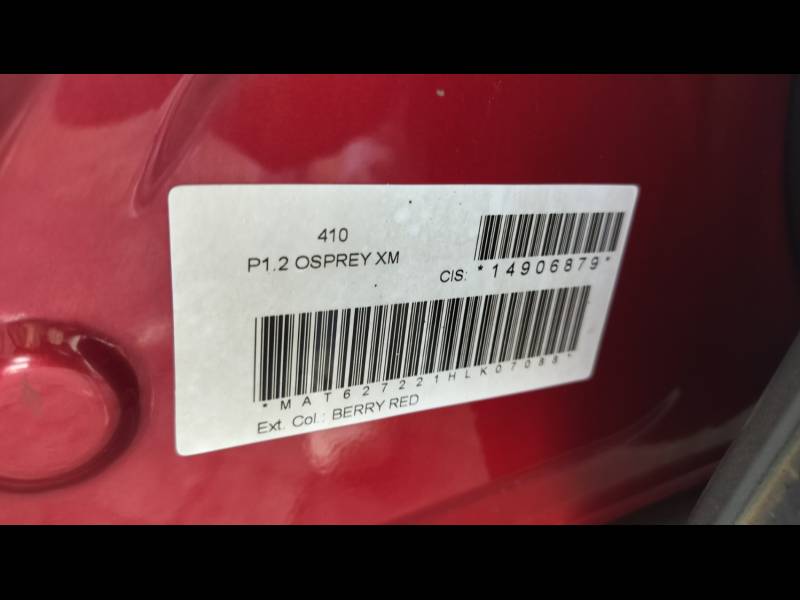 410
P1.2 OSPREY XM
CIS: *14906879*
*MAT627221HLK07088*
Ext. Col.: BERRY RED